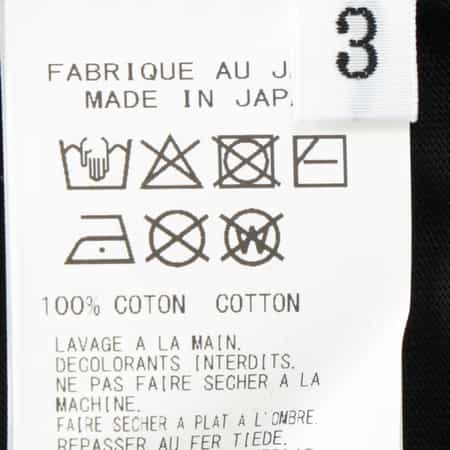 3
FABRIQUE AU
MADE IN
W
100% COTON COTTON
LAVAGE A LA MAIN.
DECOLORANTS INTERDITS.
NE PAS FAIRE SECHER A LA
MACHINE.
FAIRE SECHER A PLAT A L'OMBRE.
REPASSER AU FER TIEDE.